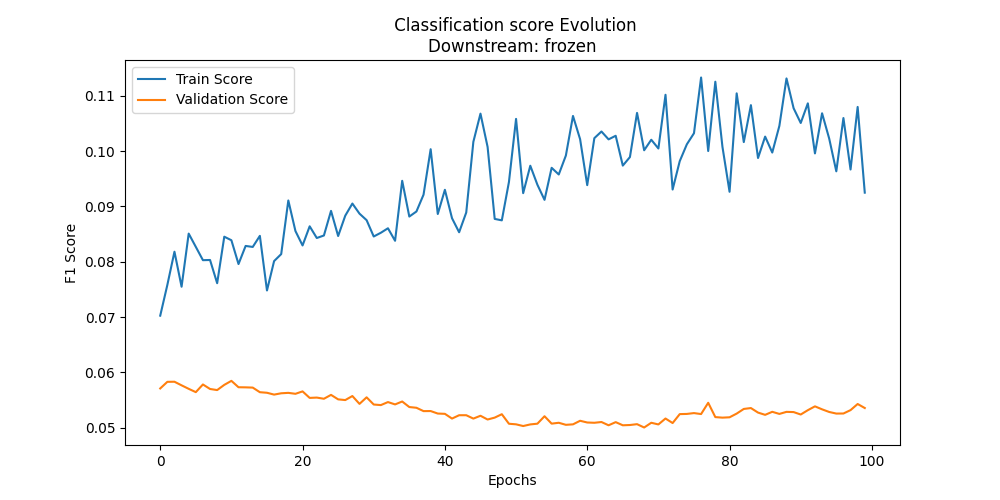 Classification score Evolution
Downstream: frozen
Train Score
Validation Score
F1 Score
0.11
0.10
0.09
0.08
0.07
0.06
0.05
0
20
40
60
80
100
Epochs